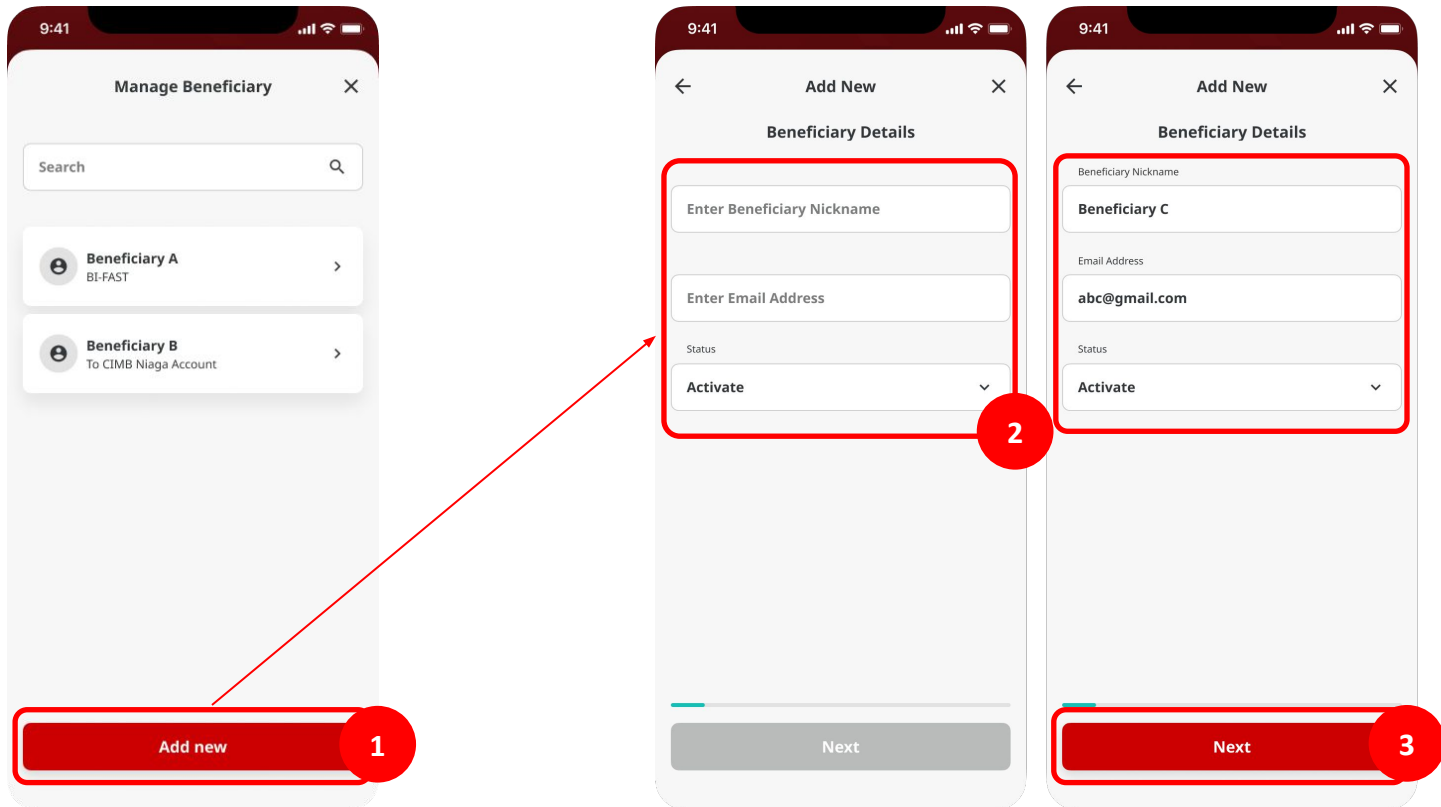 9:41
Manage Beneficiary
Search
Beneficiary A
BI-FAST
Beneficiary B
To CIMB Niaga Account
Add new
1
9:41
Add New
Beneficiary Details
Enter Beneficiary Nickname
Enter Email Address
Status
Activate
2
Next
9:41
Add New
Beneficiary Details
Beneficiary Nickname
Beneficiary C
Email Address
abc@gmail.com
Status
Activate
Next
3